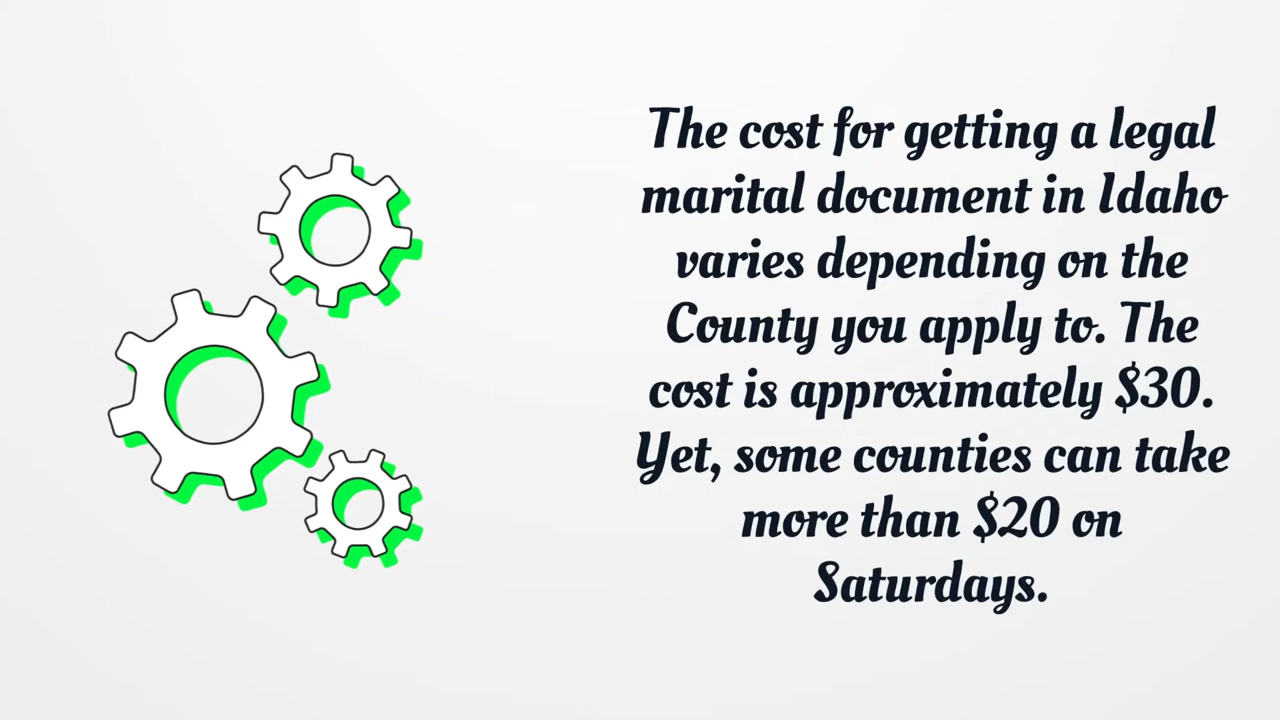 The cost for getting a legal
marital document in Idaho
varies depending on the
County you apply to. The
cost is approximately $30.
Yet, some counties can take
more than $20 on
Saturdays.